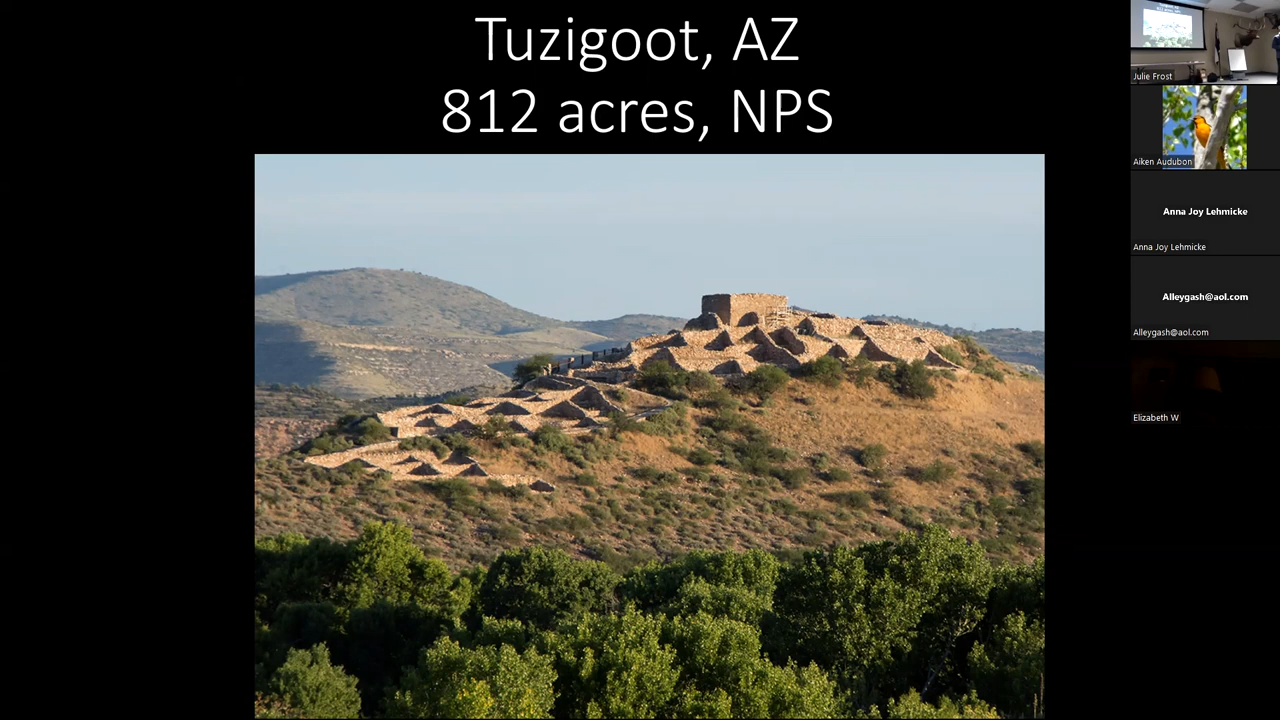 Tuzigoot, AZ
812 acres, NPS
Julie Frost
Aiken Audubon
Anna Joy Lehmicke
Anna Joy Lehmicke
Alleygash@aol.com
Alleygash@aol.com
Elizabeth W